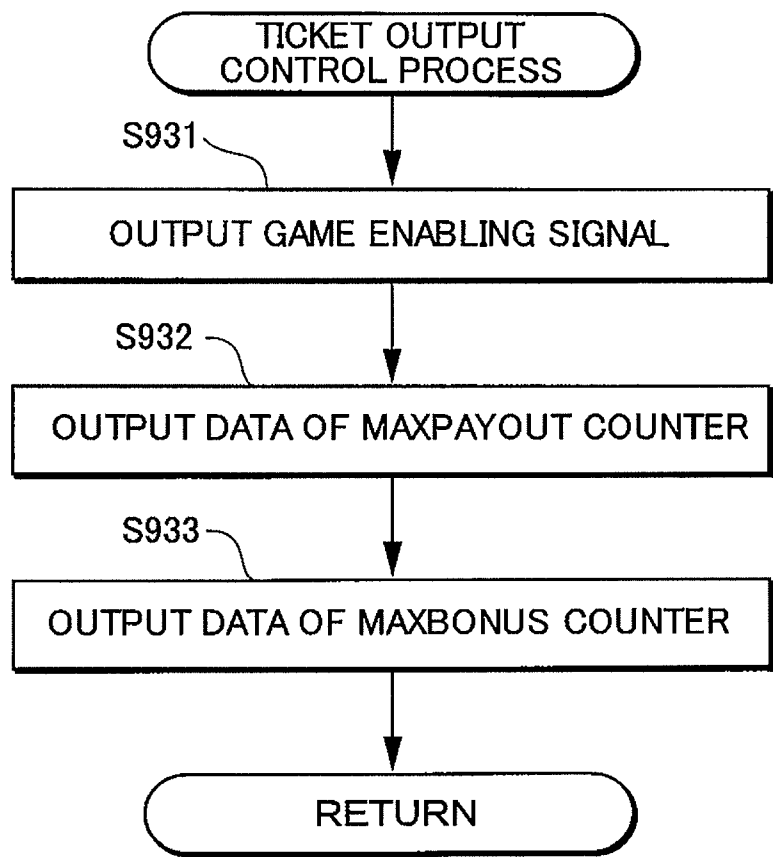 TICKET OUTPUT
CONTROL PROCESS
S931
OUTPUT GAME ENABLING SIGNAL
S932
OUTPUT DATA OF MAXPAYOUT COUNTER
S933
OUTPUT DATA OF MAXBONUS COUNTER
RETURN